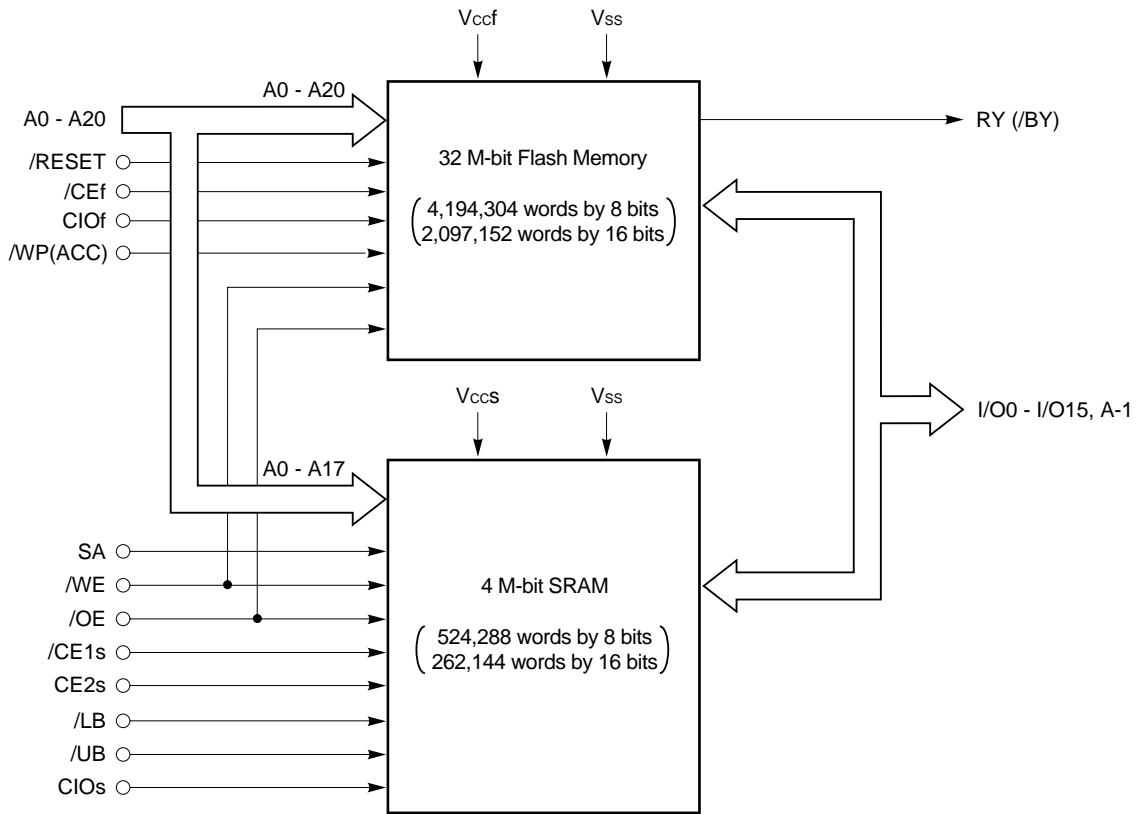 Vccf
Vss
A0 - A20
A0 - A20
RY (/BY)
/RESET
/CEf
CIOf
/WP(ACC)
32 M-bit Flash Memory
4,194,304 words by 8 bits
2,097,152 words by 16 bits
Vccs
Vss
I/O0 - I/O15, A-1
A0 - A17
SA
/WE
/OE
/CE1s
CE2s
/LB
/UB
CIOs
4 M-bit SRAM
524,288 words by 8 bits
262,144 words by 16 bits